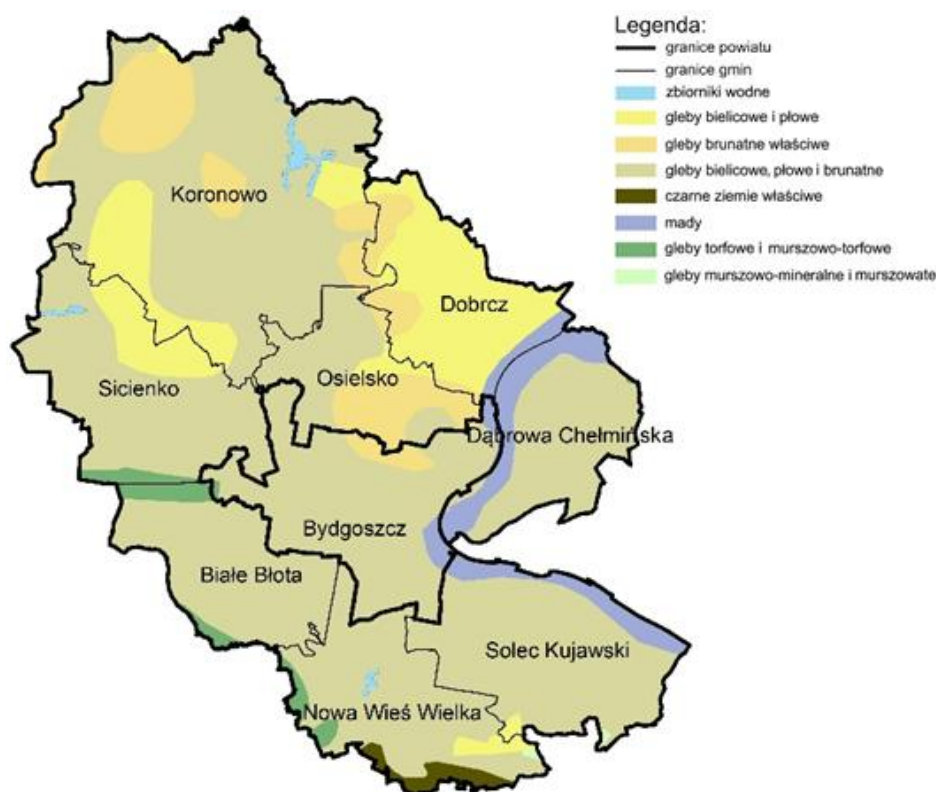 Legenda:
granice powiatu
granice gmin
zbiorniki wodne
gleby bielicowe i płowe
gleby brunatne właściwe
gleby bielicowe, płowe i brunatne
czarne ziemie właściwe
mady
gleby torfowe i murszowo-torfowe
gleby murszowo-mineralne i murszowate
Koronowo
Dobrcz
Sicienko
Osielsko
Dąbrowa Chełmińska
Bydgoszcz
Białe Błota
Solec Kujawski
Nowa Wieś Wielka